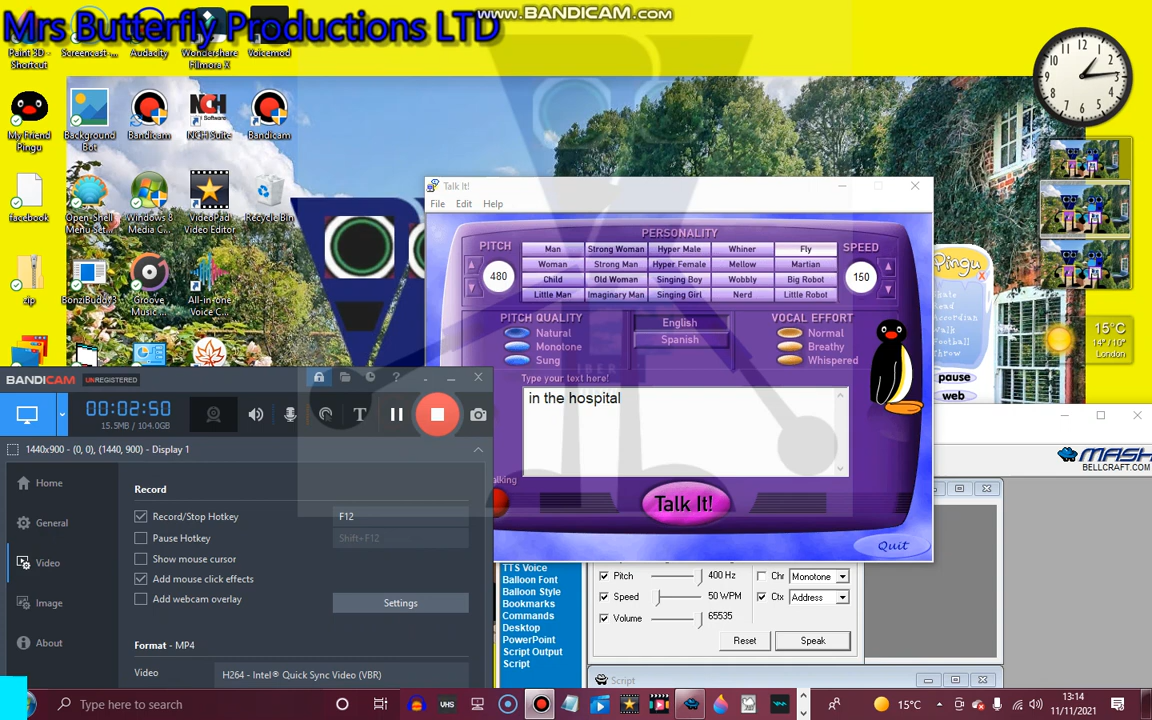 www.BANDICAM.com
Mrs Butterfly Productions LTD
Paint 3D - Shortcut
Screencast-...
Audacity
Wondershare Filmora X
Voicemod
My Friend Pingu
Background Bot
Bandicam
NCH Suite
Bandicam
facebook
Open-Shell Menu Set...
Windows 8 Media C...
VideoPad Video Editor
Recycle Bin
zip
BonziBuddy3
Groove Music ...
All-in-one Voice C...
Talk It!
File Edit Help
PERSONALITY
PITCH
480
Man Strong Woman Hyper Male Whiner Fly
Woman Strong Man Hyper Female Mellow Martian
Child Old Woman Singing Boy Wobbly Big Robot
Little Man Imaginary Man Singing Girl Nerd Little Robot
SPEED
150
PITCH QUALITY
Natural
Monotone
Sung
English
Spanish
VOCAL EFFORT
Normal
Breathy
Whispered
Type your text here!
in the hospital
Talk It!
Quit
Pingu
pause
web
15°C
14° / 10°
London
BANDICAM UNREGISTERED
00:02:50
15.5MB / 104.0GB
1440x900 - (0, 0), (1440, 900) - Display 1
Home
General
Video
Image
About
Record
Record/Stop Hotkey F12
Pause Hotkey Shift+F12
Show mouse cursor
Add mouse click effects
Add webcam overlay
Settings
Format - MP4
Video H264 - Intel® Quick Sync Video (VBR)
MASH
BELLCRAFT.COM
TTS Voice
Balloon Font
Balloon Style
Bookmarks
Commands
Desktop
PowerPoint
Script Output
Script
Pitch 400 Hz Chr Monotone
Speed 50 WPM Ctx Address
Volume 65535
Reset Speak
Script
Type here to search
VHS
15°C
13:14
11/11/2021